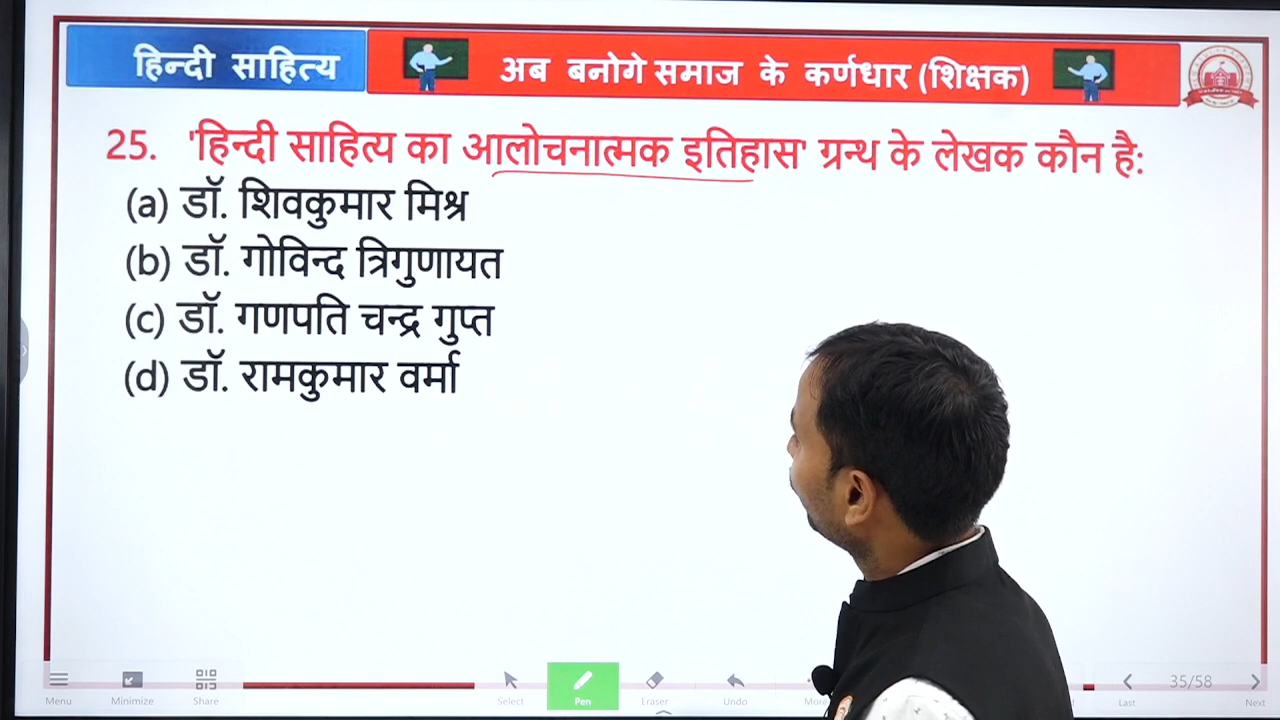 हिन्दी साहित्य
अब बनोगे समाज के कर्णधार (शिक्षक)
25. 'हिन्दी साहित्य का आलोचनात्मक इतिहास' ग्रन्थ के लेखक कौन है:
(a) डॉ. शिवकुमार मिश्र
(b) डॉ. गोविन्द त्रिगुणायत
(c) डॉ. गणपति चन्द्र गुप्त
(d) डॉ. रामकुमार वर्मा
Menu Minimize Share Select Pen Eraser Undo More 35/58 Last Next